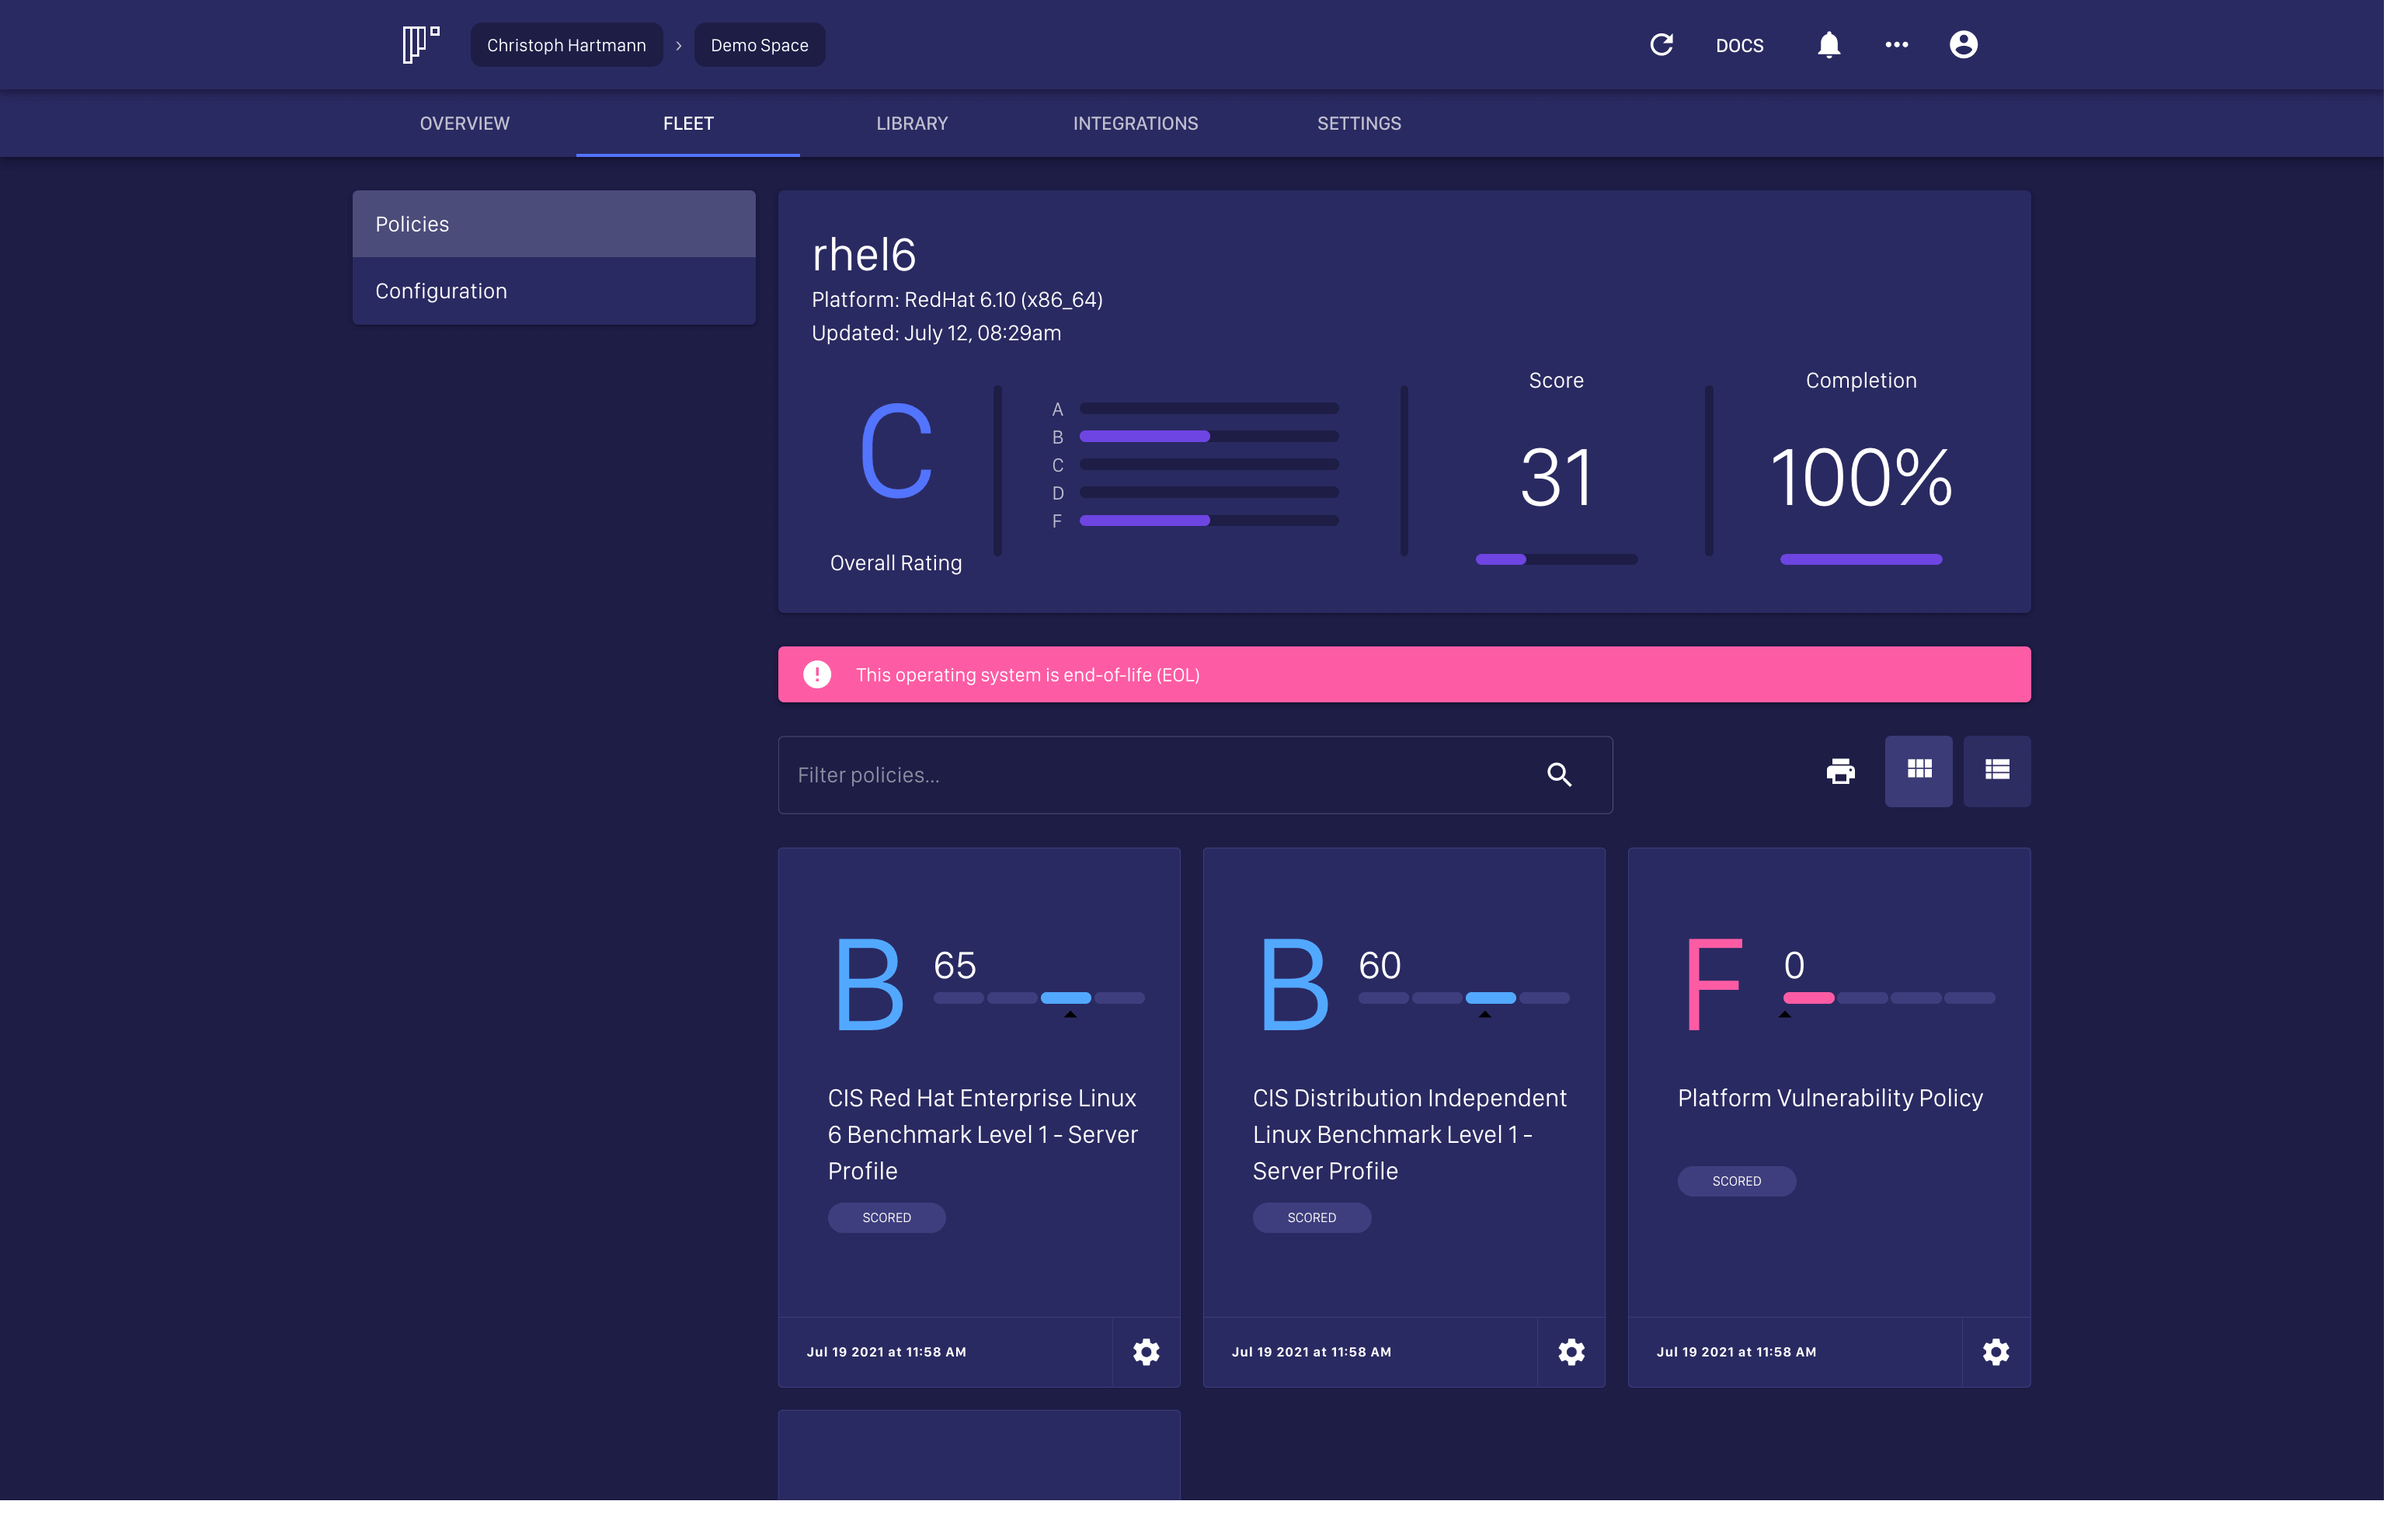 Christoph Hartmann › Demo Space
DOCS
OVERVIEW FLEET LIBRARY INTEGRATIONS SETTINGS
Policies
Configuration
rhel6
Platform: RedHat 6.10 (x86_64)
Updated: July 12, 08:29am
C
Overall Rating
A
B
C
D
F
Score
31
Completion
100%
This operating system is end-of-life (EOL)
Filter policies...
B 65
CIS Red Hat Enterprise Linux
6 Benchmark Level 1 - Server
Profile
SCORED
Jul 19 2021 at 11:58 AM
B 60
CIS Distribution Independent
Linux Benchmark Level 1 -
Server Profile
SCORED
Jul 19 2021 at 11:58 AM
F 0
Platform Vulnerability Policy
SCORED
Jul 19 2021 at 11:58 AM